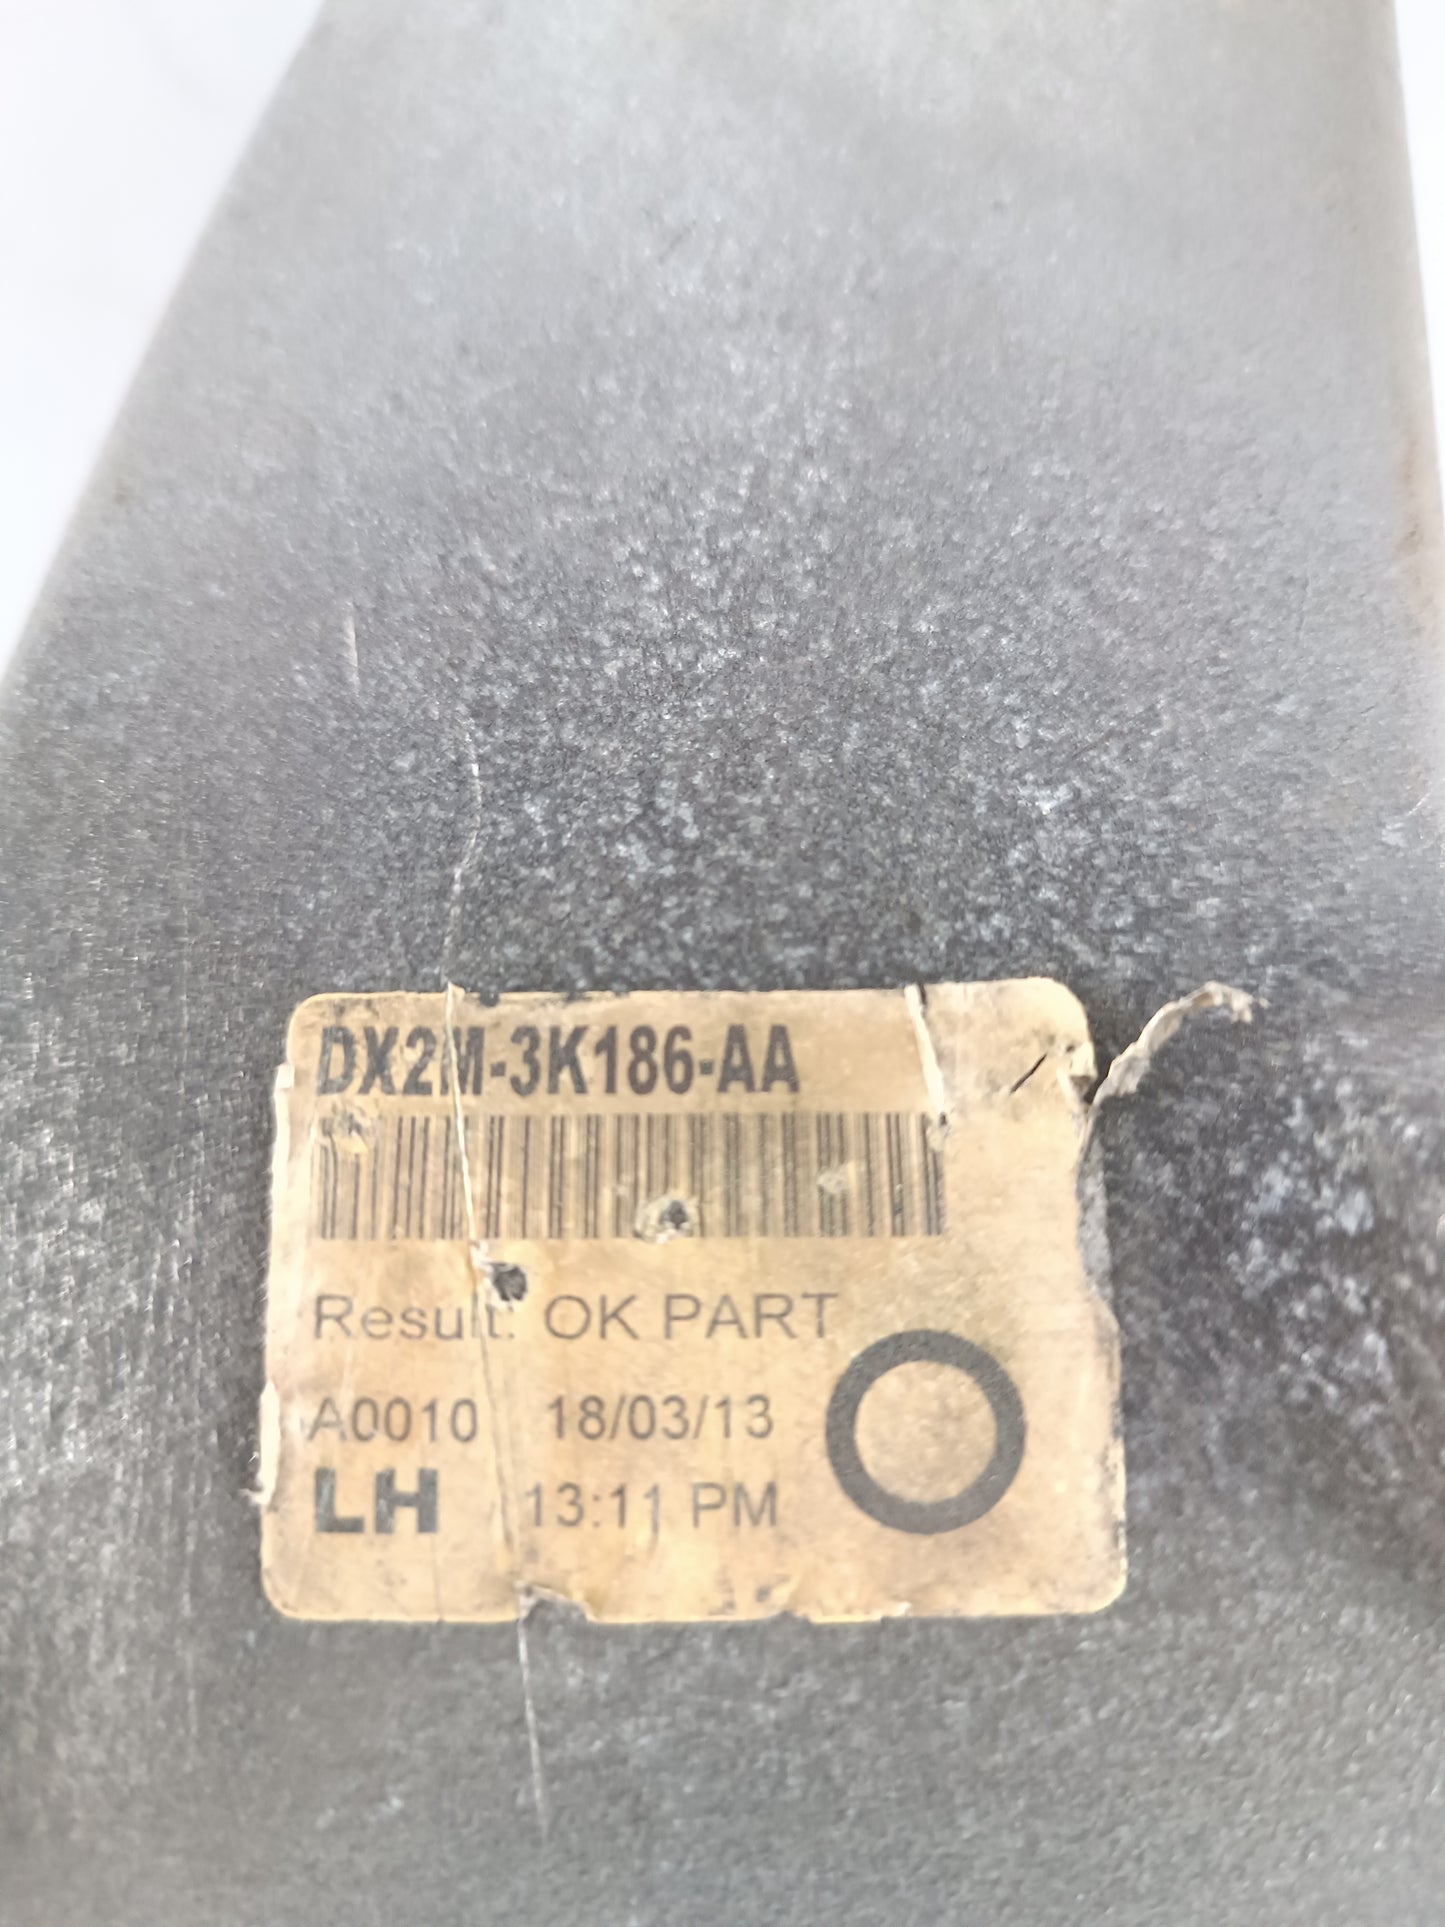 DX2M-3K186-AA
Result: OK PART
A0010 18/03/13
LH 13:11 PM